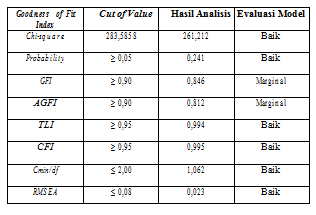 Goodness of Fit Index Cut of Value Hasil Analisis Evaluasi Model
Chi-square 283,5858 261,212 Baik
Probability ≥ 0,05 0,241 Baik
GFI ≥ 0,90 0,846 Marginal
AGFI ≥ 0,90 0,812 Marginal
TLI ≥ 0,95 0,994 Baik
CFI ≥ 0,95 0,995 Baik
Cmin/df ≤ 2,00 1,062 Baik
RMSEA ≤ 0,08 0,023 Baik